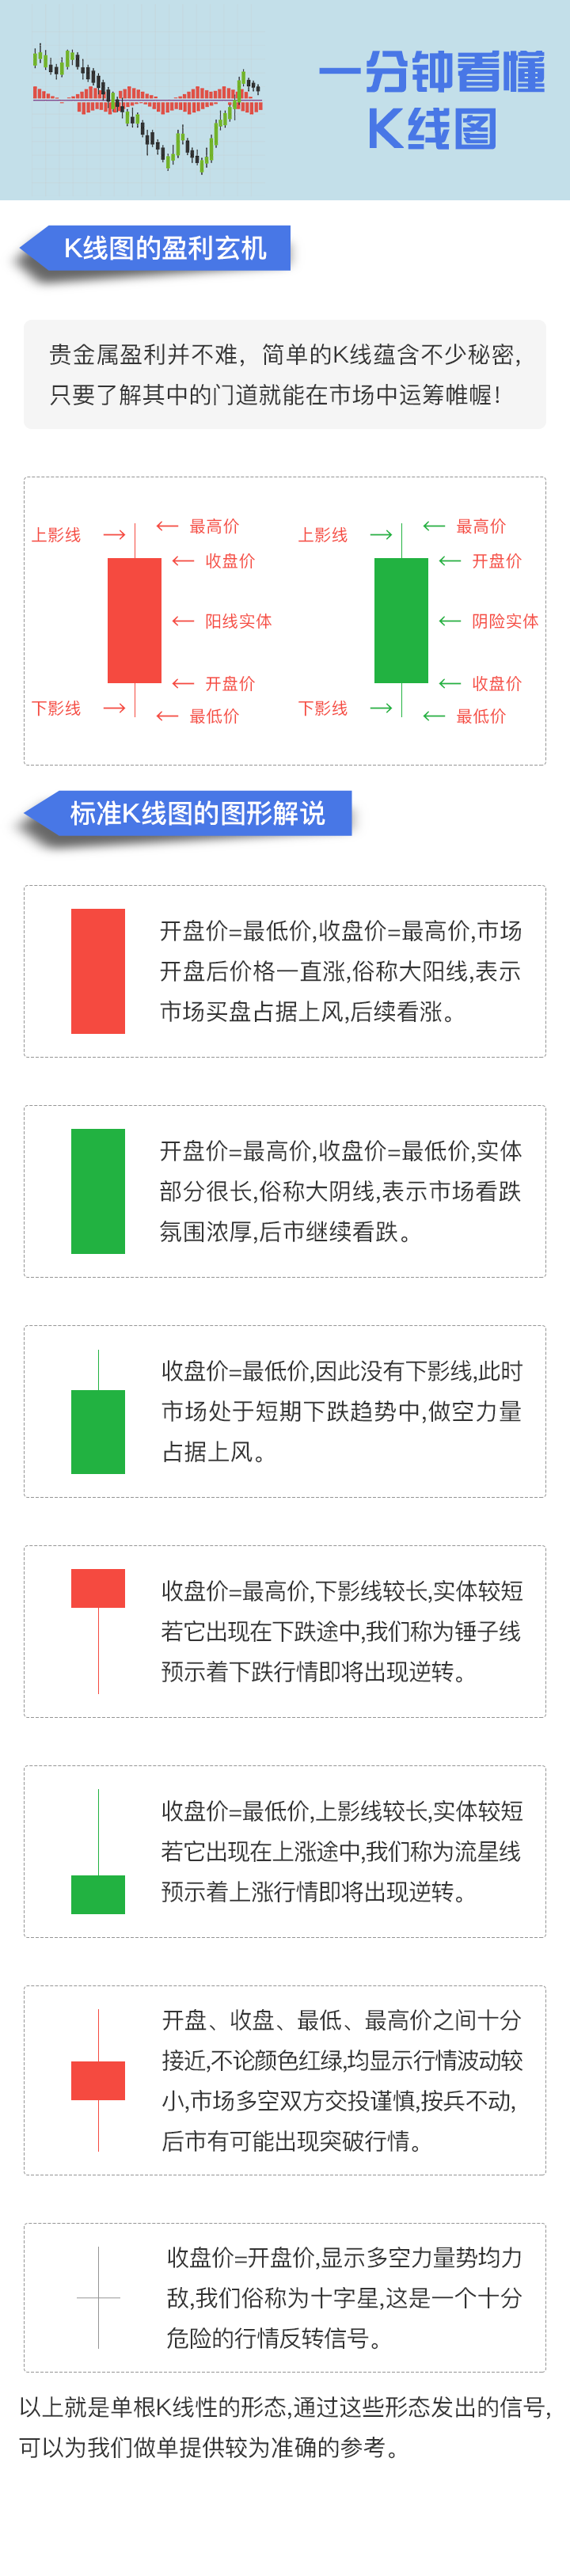 一分钟看懂
K线图
K线图的盈利玄机
贵金属盈利并不难，简单的K线蕴含不少秘密,
只要了解其中的门道就能在市场中运筹帷幄!
上影线
最高价
收盘价
阳线实体
开盘价
下影线
最低价
上影线
最高价
开盘价
阴险实体
收盘价
下影线
最低价
标准K线图的图形解说
开盘价=最低价,收盘价=最高价,市场
开盘后价格一直涨,俗称大阳线,表示
市场买盘占据上风,后续看涨。
开盘价=最高价,收盘价=最低价,实体
部分很长,俗称大阴线,表示市场看跌
氛围浓厚,后市继续看跌。
收盘价=最低价,因此没有下影线,此时
市场处于短期下跌趋势中,做空力量
占据上风。
收盘价=最高价,下影线较长,实体较短
若它出现在下跌途中,我们称为锤子线
预示着下跌行情即将出现逆转。
收盘价=最低价,上影线较长,实体较短
若它出现在上涨途中,我们称为流星线
预示着上涨行情即将出现逆转。
开盘、收盘、最低、最高价之间十分
接近,不论颜色红绿,均显示行情波动较
小,市场多空双方交投谨慎,按兵不动,
后市有可能出现突破行情。
收盘价=开盘价,显示多空力量势均力
敌,我们俗称为十字星,这是一个十分
危险的行情反转信号。
以上就是单根K线性的形态,通过这些形态发出的信号,
可以为我们做单提供较为准确的参考。